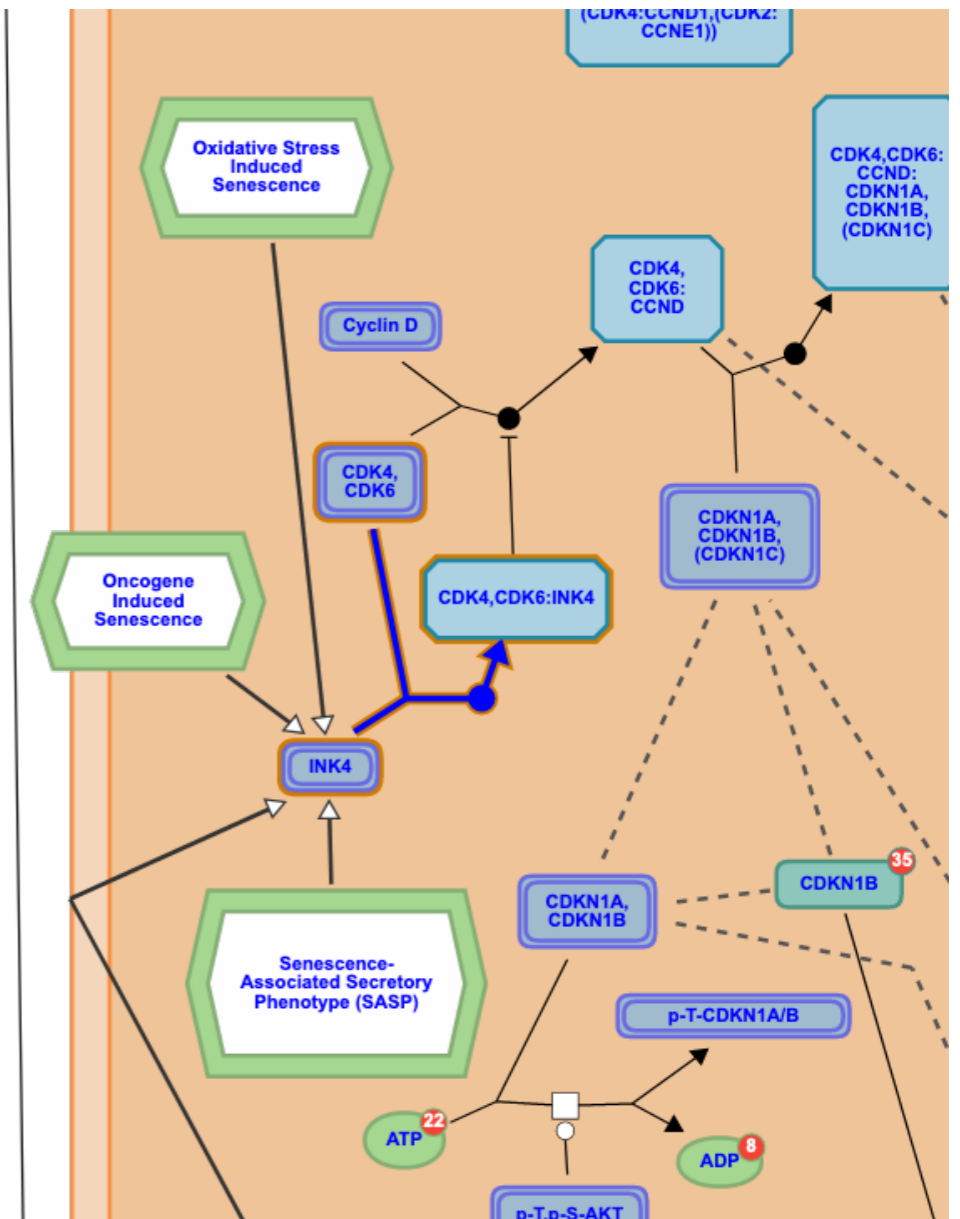 (CDK4:CCND1,(CDK2:
CCNE1))
Oxidative Stress
Induced
Senescence
CDK4,CDK6:
CCND:
CDKN1A,
CDKN1B,
(CDKN1C)
CDK4,
CDK6:
CCND
Cyclin D
CDK4,
CDK6
CDKN1A,
CDKN1B,
(CDKN1C)
Oncogene
Induced
Senescence
CDK4,CDK6:INK4
INK4
35
CDKN1B
CDKN1A,
CDKN1B
Senescence-
Associated Secretory
Phenotype (SASP)
p-T-CDKN1A/B
22
ATP
8
ADP
p-T,p-S-AKT